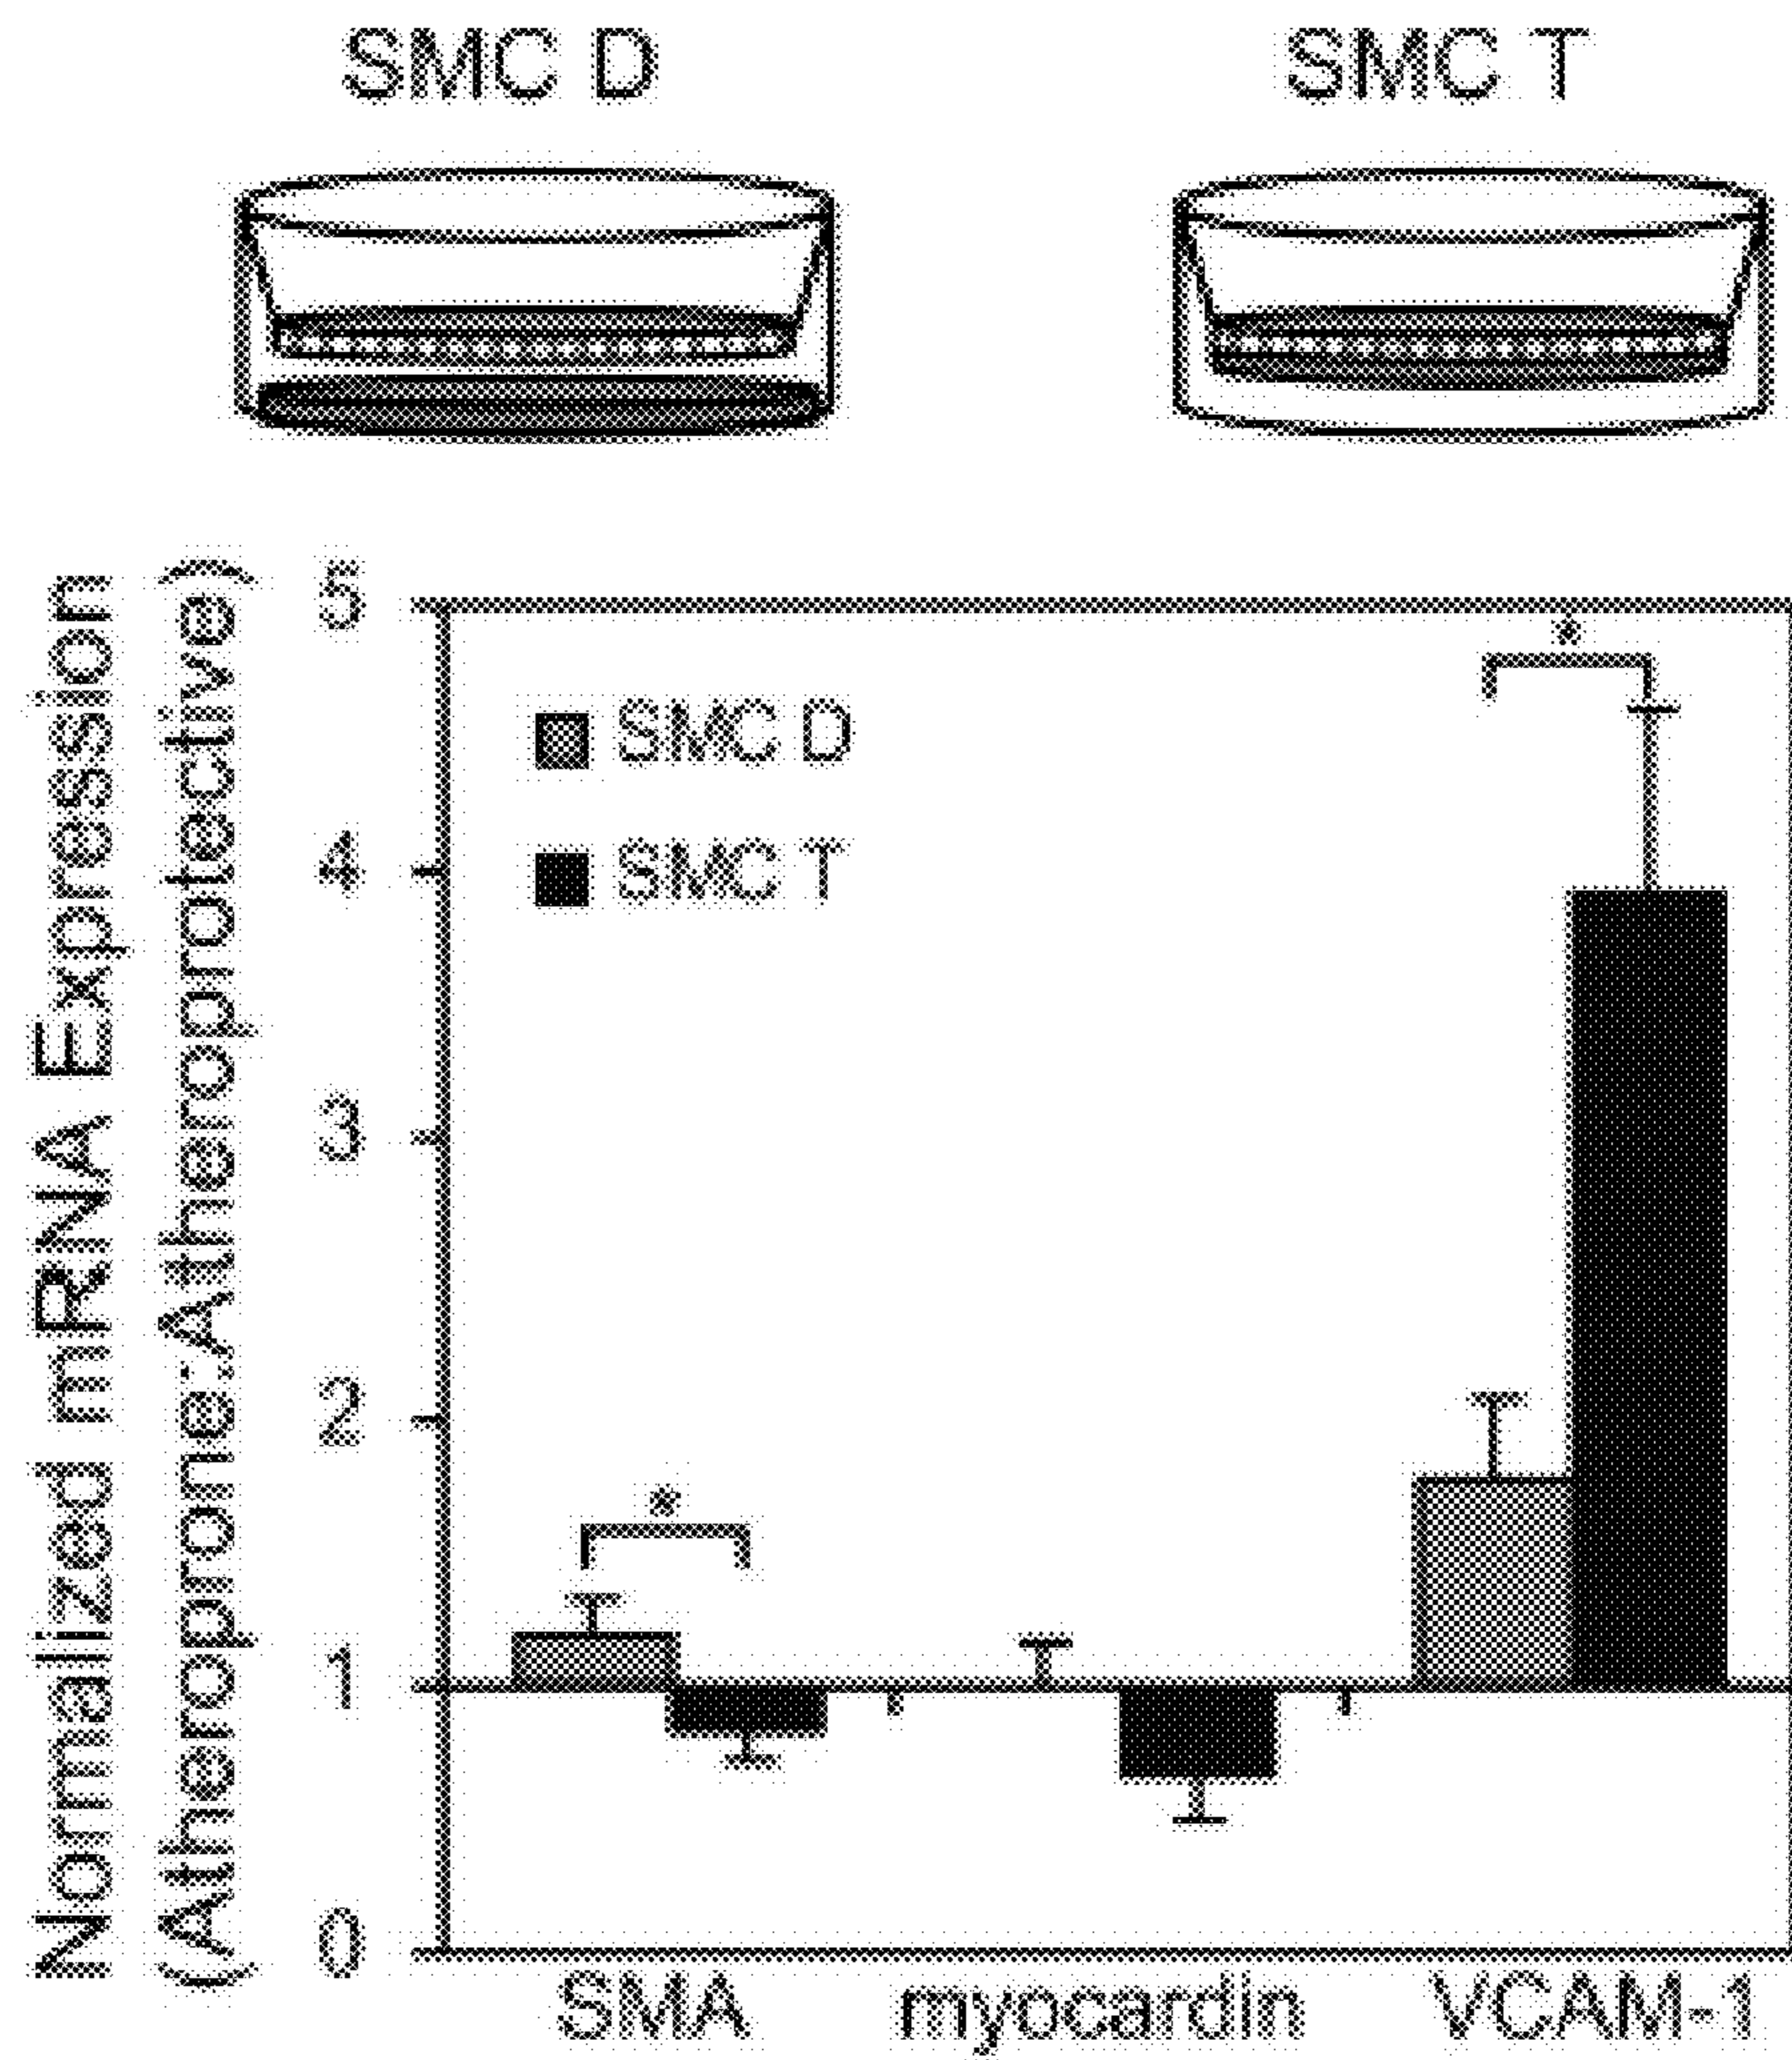 SMC D
SMC T
Normalized mRNA Expression
(Atheroprone:Atheroprotective)
5
4
3
2
1
0
SMC D
SMC T
*
*
SMA
myocardin
VCAM-1